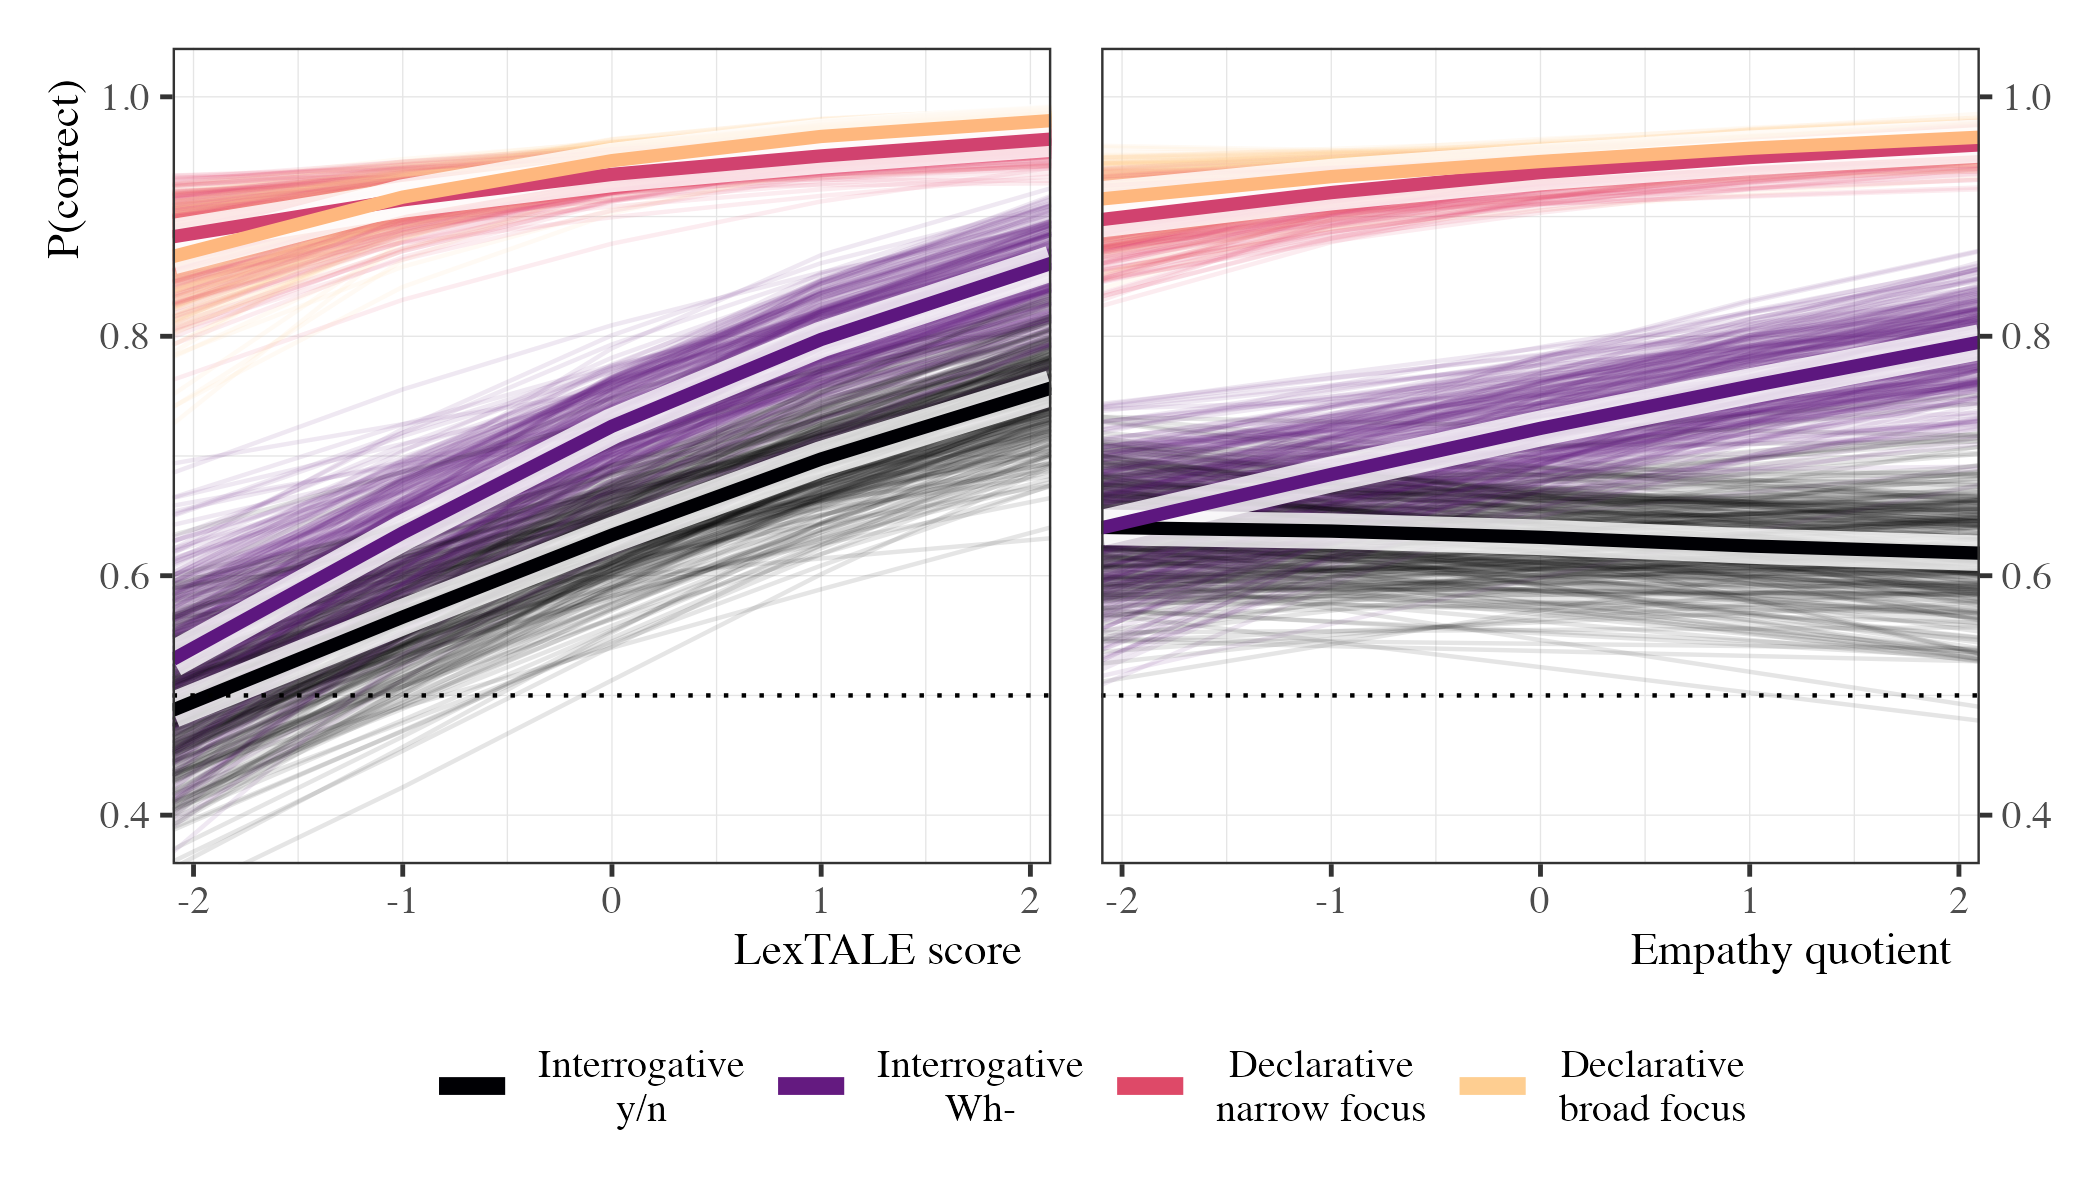 P(correct)
1.0
0.8
0.6
0.4
-2 -1 0 1 2
LexTALE score
1.0
0.8
0.6
0.4
-2 -1 0 1 2
Empathy quotient
Interrogative
y/n
Interrogative
Wh-
Declarative
narrow focus
Declarative
broad focus